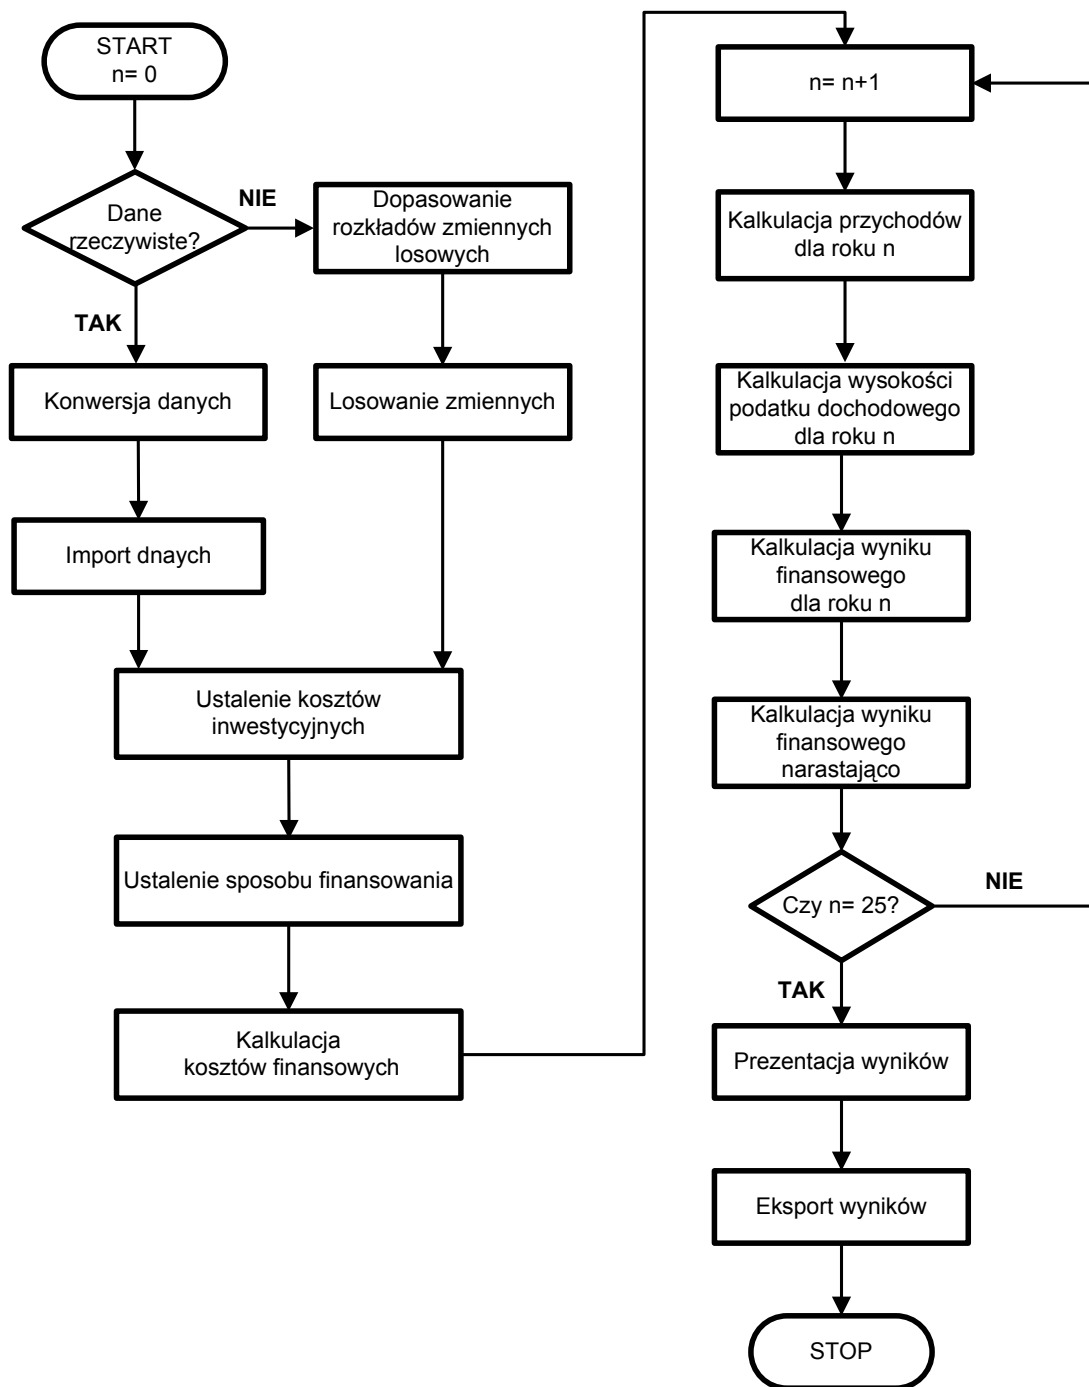 START
n= 0
Dane
rzeczywiste?
NIE
Dopasowanie
rozkładów zmiennych
losowych
TAK
Konwersja danych
Losowanie zmiennych
Import dnaych
Ustalenie kosztów
inwestycyjnych
Ustalenie sposobu finansowania
Kalkulacja
kosztów finansowych
n= n+1
Kalkulacja przychodów
dla roku n
Kalkulacja wysokości
podatku dochodowego
dla roku n
Kalkulacja wyniku
finansowego
dla roku n
Kalkulacja wyniku
finansowego
narastająco
Czy n= 25?
NIE
TAK
Prezentacja wyników
Eksport wyników
STOP